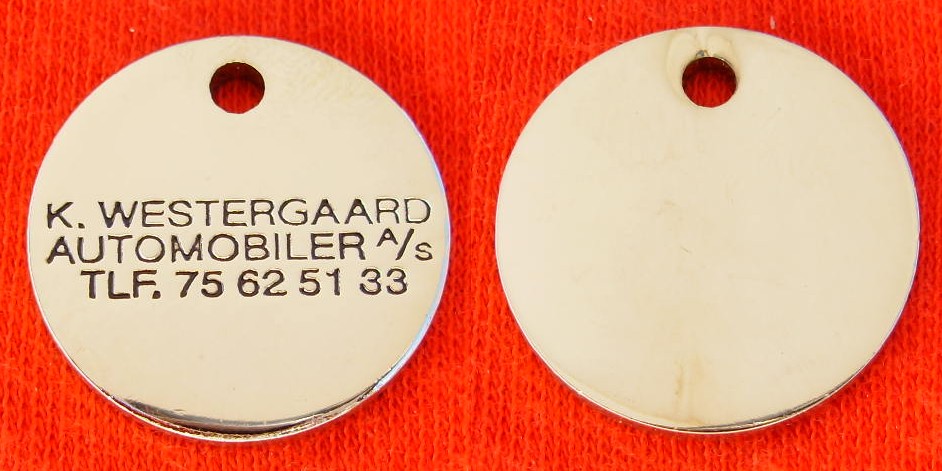 K. WESTERGAARD
AUTOMOBILER A/S
TLF. 75 62 51 33